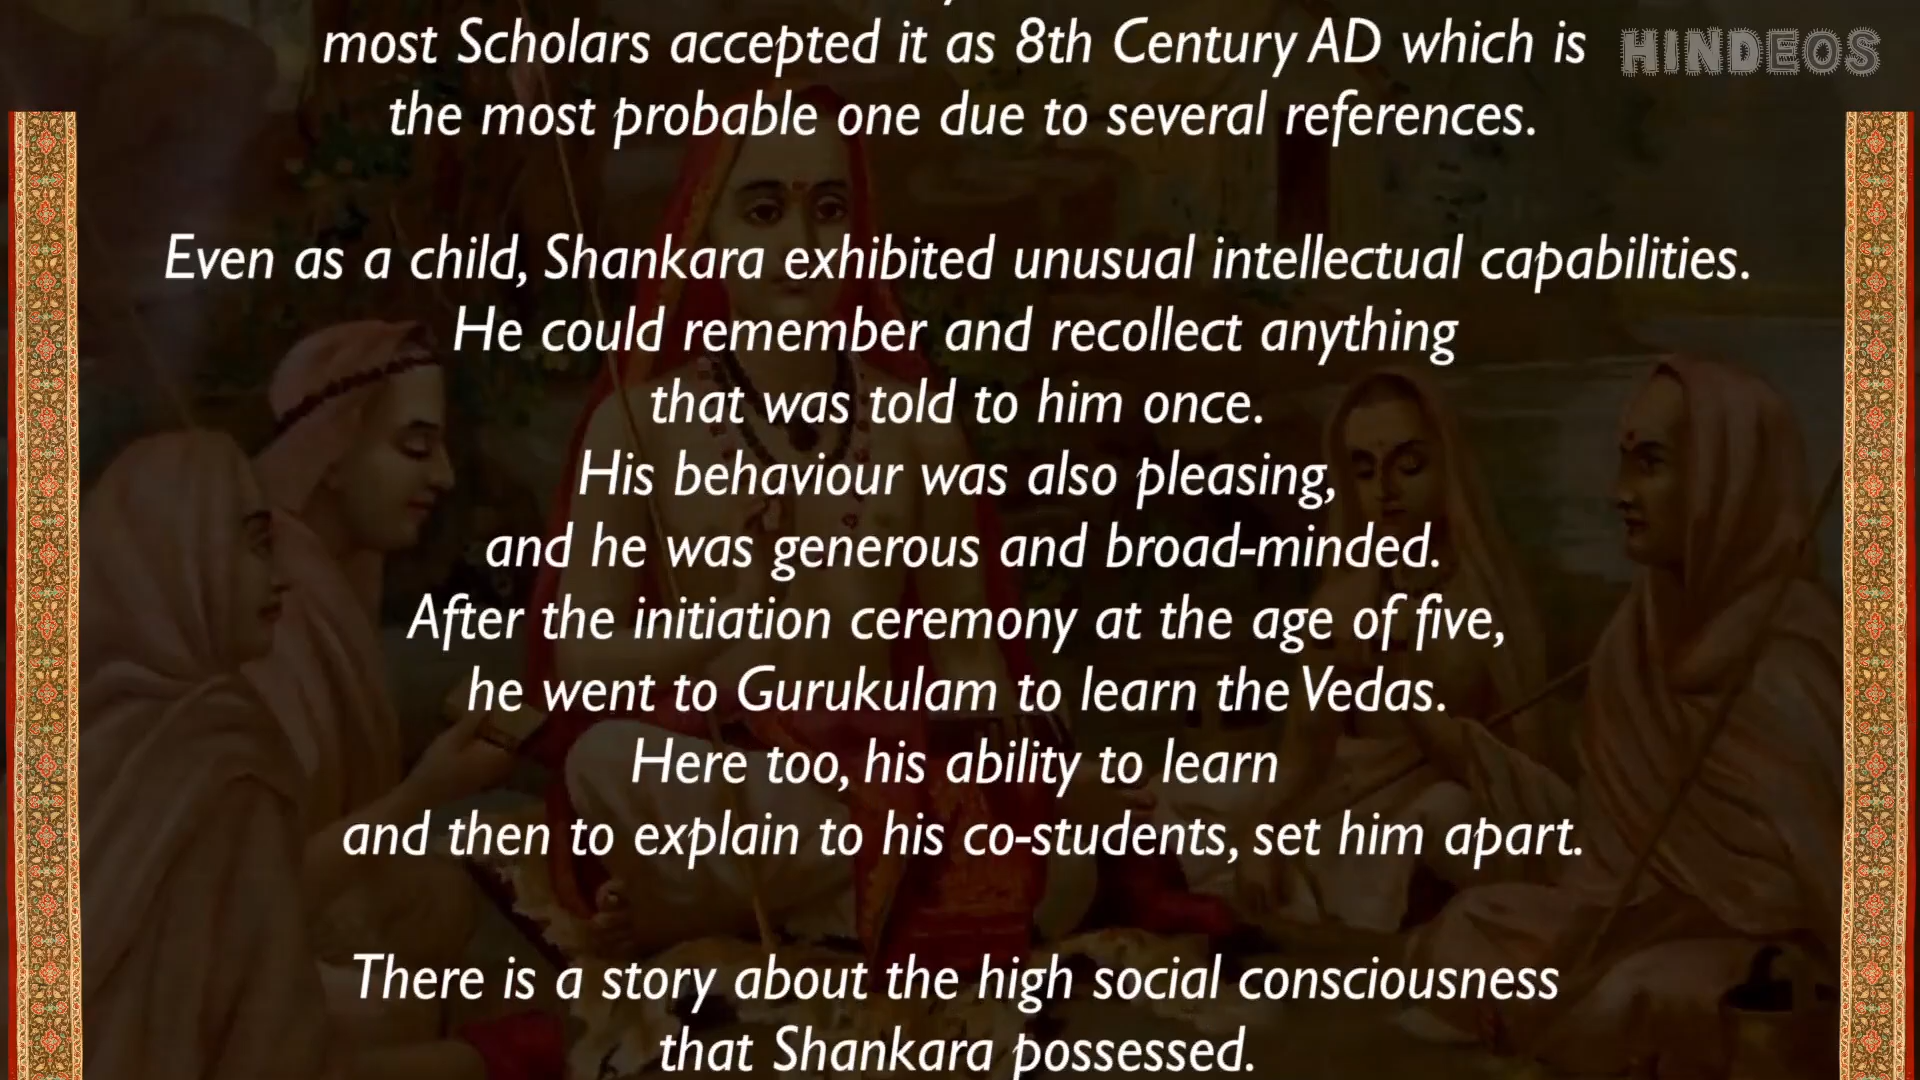 most Scholars accepted it as 8th Century AD which is
HINDEOS
the most probable one due to several references.
Even as a child, Shankara exhibited unusual intellectual capabilities.
He could remember and recollect anything
that was told to him once.
His behaviour was also pleasing,
and he was generous and broad-minded.
After the initiation ceremony at the age of five,
he went to Gurukulam to learn the Vedas.
Here too, his ability to learn
and then to explain to his co-students, set him apart.
There is a story about the high social consciousness
that Shankara possessed.